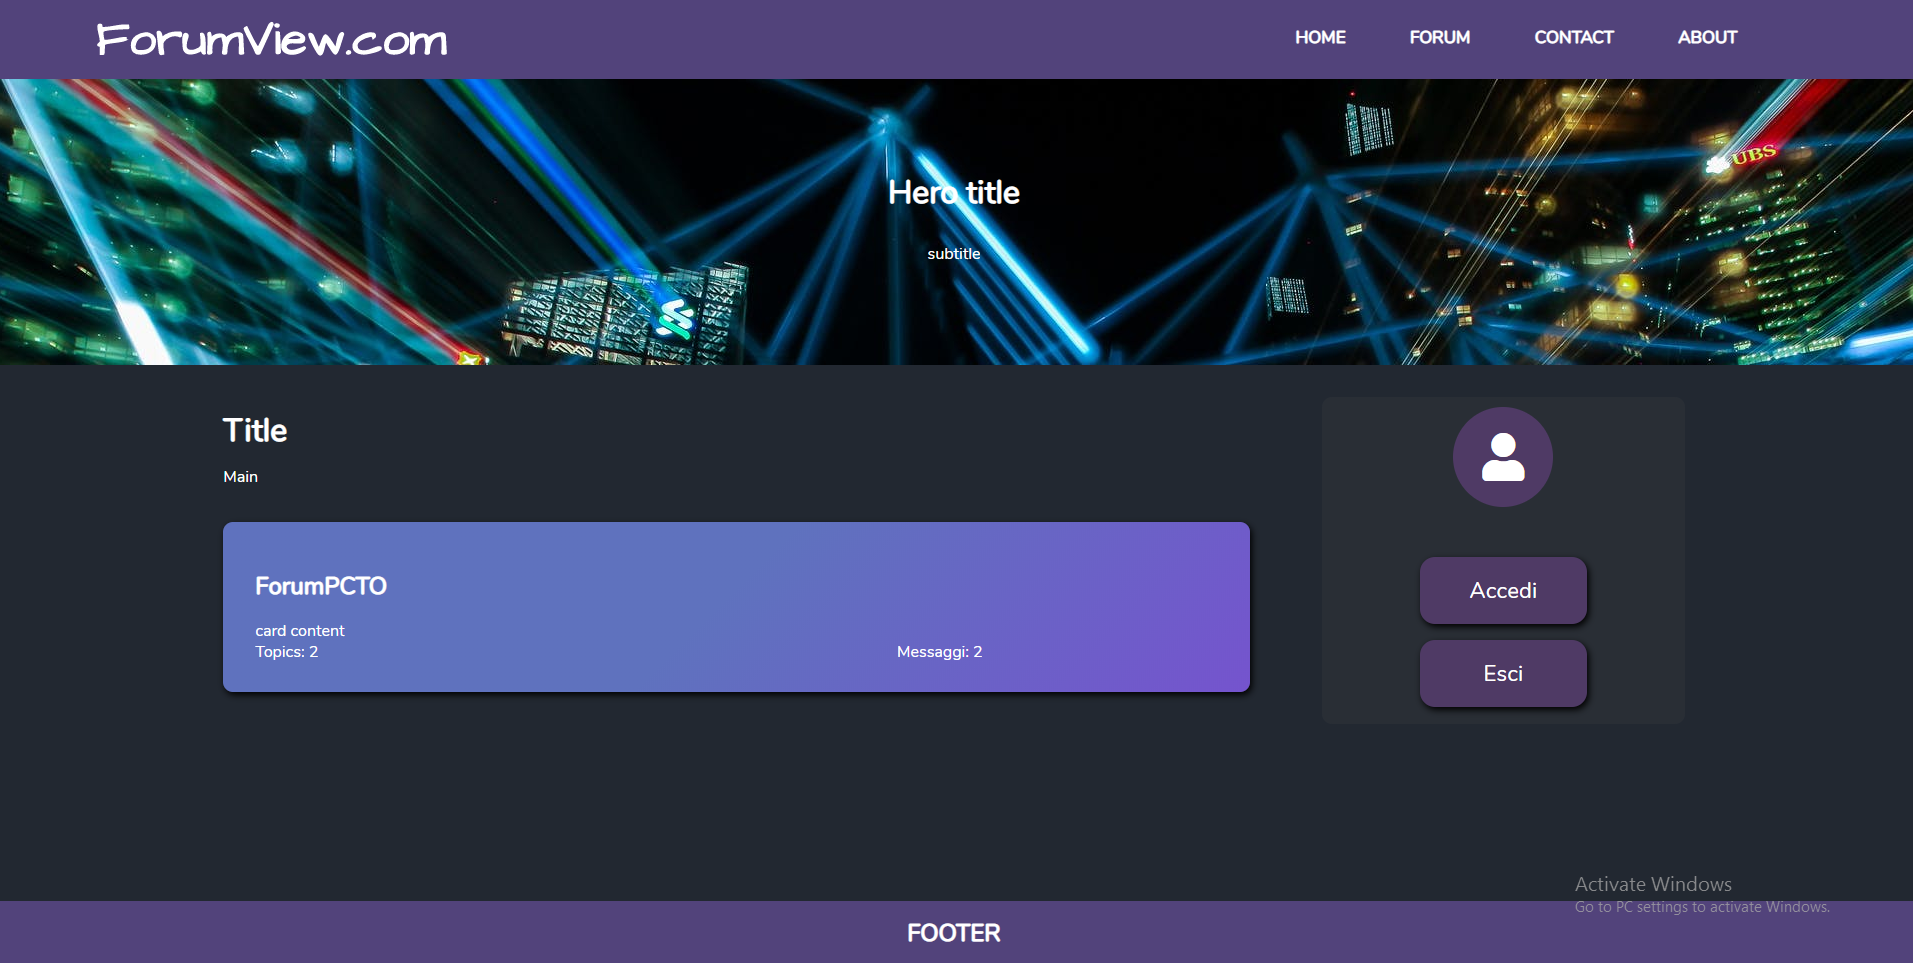 ForumView.com
HOME FORUM CONTACT ABOUT
UBS
Hero title
subtitle
Title
Main
ForumPCTO
card content
Topics: 2 Messaggi: 2
Accedi
Esci
Activate Windows
Go to PC settings to activate Windows.
FOOTER